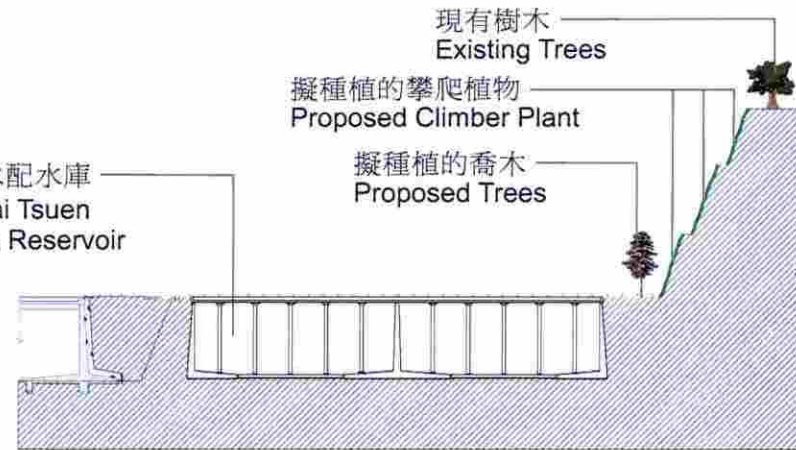 現有樹木
Existing Trees
擬種植的攀爬植物
Proposed Climber Plant
擬種植的喬木
Proposed Trees
配水庫
Tsuen
Reservoir